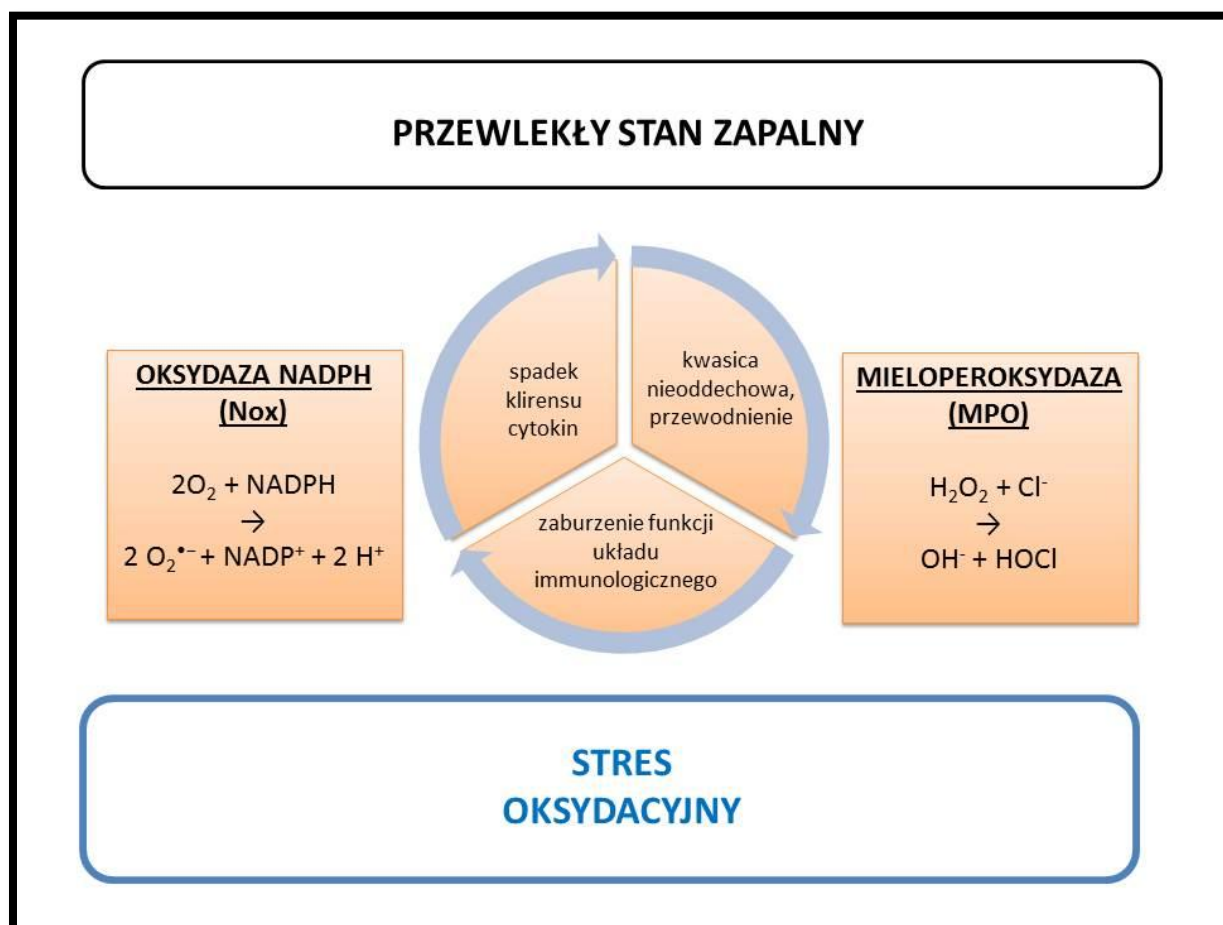 PRZEWLEKŁY STAN ZAPALNY
OKSYDAZA NADPH
(Nox)
2O₂ + NADPH
→
2 O₂•⁻ + NADP⁺ + 2 H⁺
spadek
klirensu
cytokin
kwasica
nieoddechowa,
przewodnienie
zaburzenie funkcji
układu
immunologicznego
MIELOPEROKSYDAZA
(MPO)
H₂O₂ + Cl⁻
→
OH⁻ + HOCl
STRES
OKSYDACYJNY